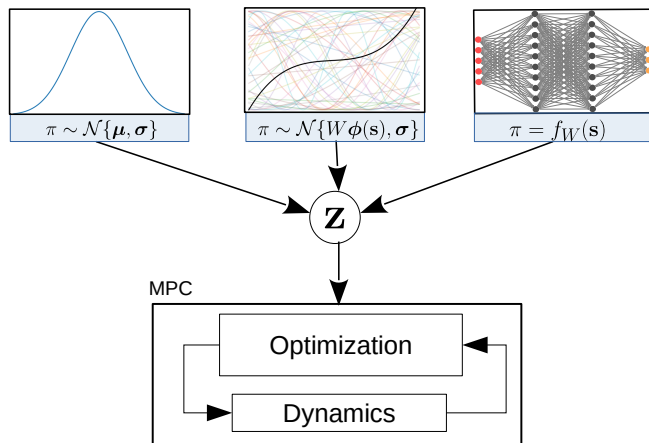 π ∼ 𝒩{μ, σ}
π ∼ 𝒩{Wϕ(s), σ}
π = f_W(s)
z
MPC
Optimization
Dynamics